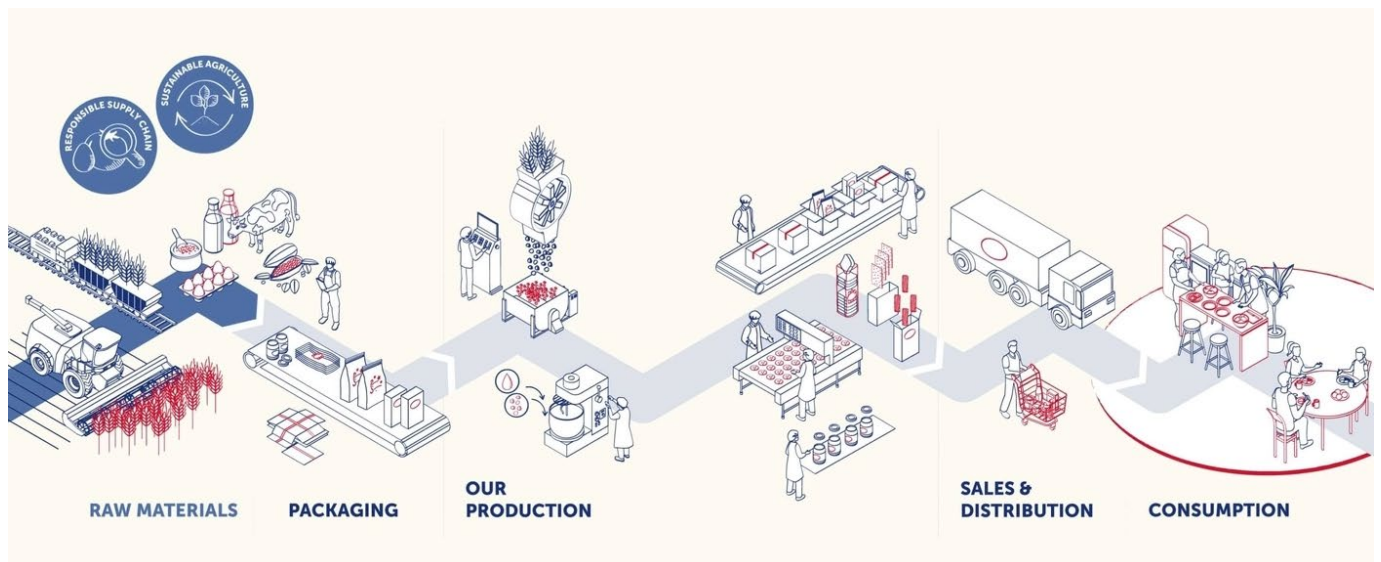 RESPONSIBLE SUPPLY CHAIN
SUSTAINABLE AGRICULTURE
RAW MATERIALS
PACKAGING
OUR
PRODUCTION
SALES &
DISTRIBUTION
CONSUMPTION